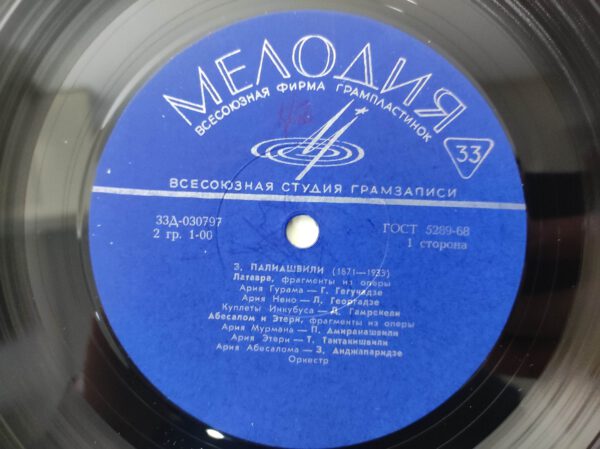 МЕЛОДИЯ
ВСЕСОЮЗНАЯ ФИРМА ГРАМПЛАСТИНОК
33
ВСЕСОЮЗНАЯ СТУДИЯ ГРАМЗАПИСИ
33Д-030797
2 гр. 1-00
ГОСТ 5289-68
1 сторона
З. ПАЛИАШВИЛИ (1871—1933)
Латавра, фрагменты из оперы
Ария Гурама — Г. Гегучадзе
Ария Нено — Л. Георгадзе
Куплеты Инкубуса — Д. Гамрекели
Абесалом и Этери, фрагменты из оперы
Ария Мурмана — П. Амиранашвили
Ария Этери — Т. Тактакишвили
Ария Абесалома — З. Анджапаридзе
Оркестр